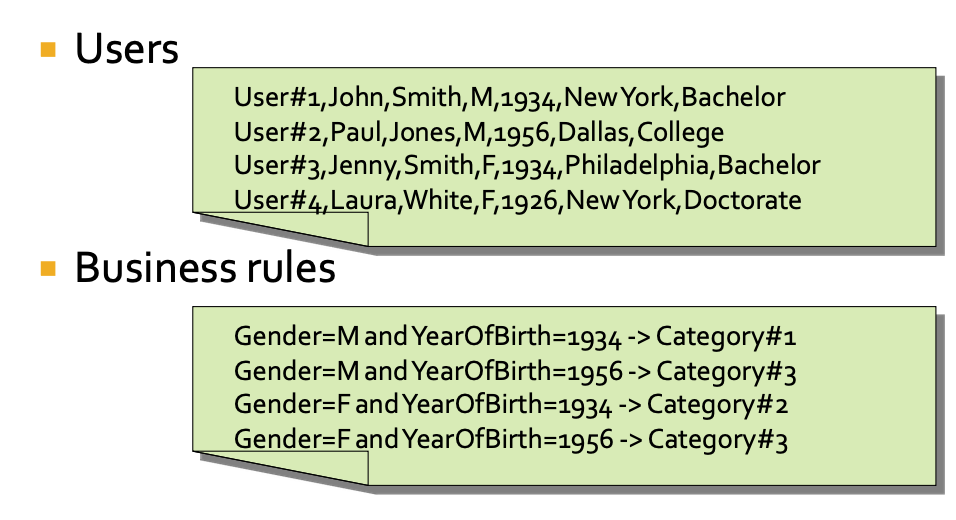 Users
User#1,John,Smith,M,1934,New York,Bachelor
User#2,Paul,Jones,M,1956,Dallas,College
User#3,Jenny,Smith,F,1934,Philadelphia,Bachelor
User#4,Laura,White,F,1926,New York,Doctorate
Business rules
Gender=M and YearOfBirth=1934 -> Category#1
Gender=M and YearOfBirth=1956 -> Category#3
Gender=F and YearOfBirth=1934 -> Category#2
Gender=F and YearOfBirth=1956 -> Category#3